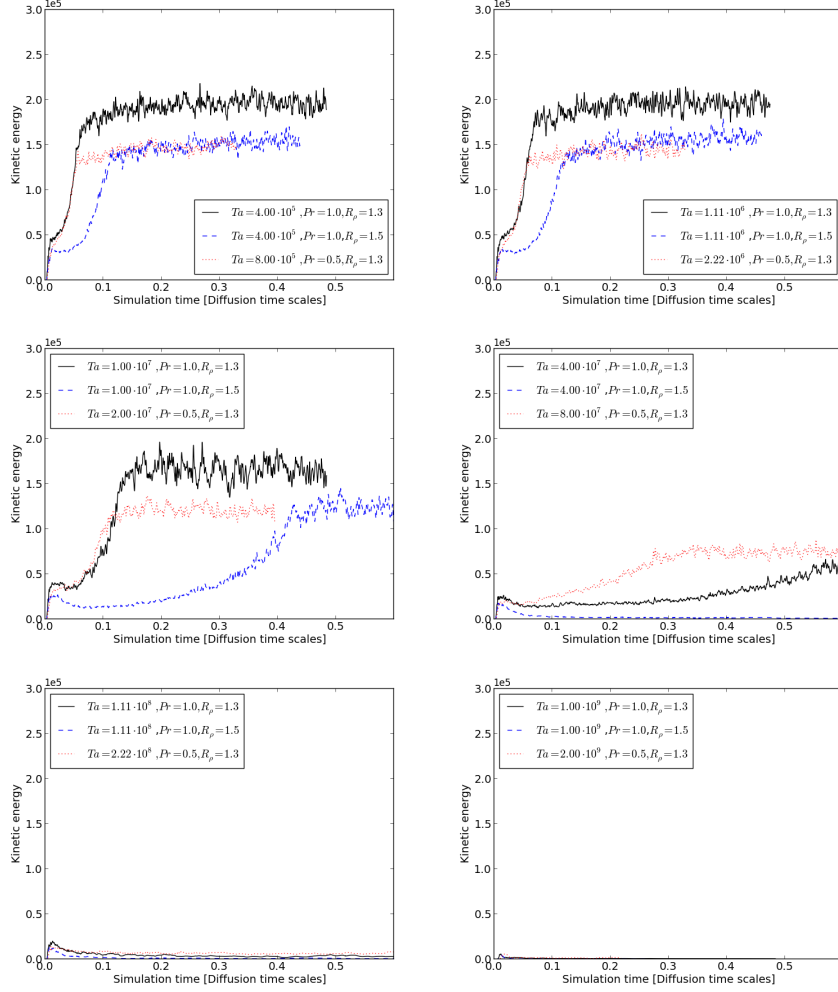 1e5
3.0
2.5
2.0
1.5
1.0
0.5
0.0
Kinetic energy
Ta=4.00·10^5 ,Pr=1.0,R_ρ=1.3
Ta=4.00·10^5 ,Pr=1.0,R_ρ=1.5
Ta=8.00·10^5 ,Pr=0.5,R_ρ=1.3
0.0 0.1 0.2 0.3 0.4 0.5
Simulation time [Diffusion time scales]
1e5
3.0
2.5
2.0
1.5
1.0
0.5
0.0
Kinetic energy
Ta=1.11·10^6 ,Pr=1.0,R_ρ=1.3
Ta=1.11·10^6 ,Pr=1.0,R_ρ=1.5
Ta=2.22·10^6 ,Pr=0.5,R_ρ=1.3
0.0 0.1 0.2 0.3 0.4 0.5
Simulation time [Diffusion time scales]
1e5
3.0
2.5
2.0
1.5
1.0
0.5
0.0
Kinetic energy
Ta=1.00·10^7 ,Pr=1.0,R_ρ=1.3
Ta=1.00·10^7 ,Pr=1.0,R_ρ=1.5
Ta=2.00·10^7 ,Pr=0.5,R_ρ=1.3
0.0 0.1 0.2 0.3 0.4 0.5
Simulation time [Diffusion time scales]
1e5
3.0
2.5
2.0
1.5
1.0
0.5
0.0
Kinetic energy
Ta=4.00·10^7 ,Pr=1.0,R_ρ=1.3
Ta=4.00·10^7 ,Pr=1.0,R_ρ=1.5
Ta=8.00·10^7 ,Pr=0.5,R_ρ=1.3
0.0 0.1 0.2 0.3 0.4 0.5
Simulation time [Diffusion time scales]
1e5
3.0
2.5
2.0
1.5
1.0
0.5
0.0
Kinetic energy
Ta=1.11·10^8 ,Pr=1.0,R_ρ=1.3
Ta=1.11·10^8 ,Pr=1.0,R_ρ=1.5
Ta=2.22·10^8 ,Pr=0.5,R_ρ=1.3
0.0 0.1 0.2 0.3 0.4 0.5
Simulation time [Diffusion time scales]
1e5
3.0
2.5
2.0
1.5
1.0
0.5
0.0
Kinetic energy
Ta=1.00·10^9 ,Pr=1.0,R_ρ=1.3
Ta=1.00·10^9 ,Pr=1.0,R_ρ=1.5
Ta=2.00·10^9 ,Pr=0.5,R_ρ=1.3
0.0 0.1 0.2 0.3 0.4 0.5
Simulation time [Diffusion time scales]